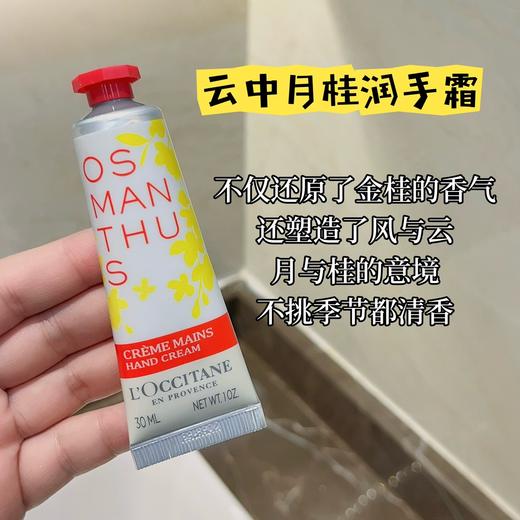 云中月桂润手霜
不仅还原了金桂的香气
还塑造了风与云
月与桂的意境
不挑季节都清香
OS
MAN
THU
S
CRÈME MAINS
HAND CREAM
L'OCCITANE
EN PROVENCE
30 ML NET WT. 1 OZ